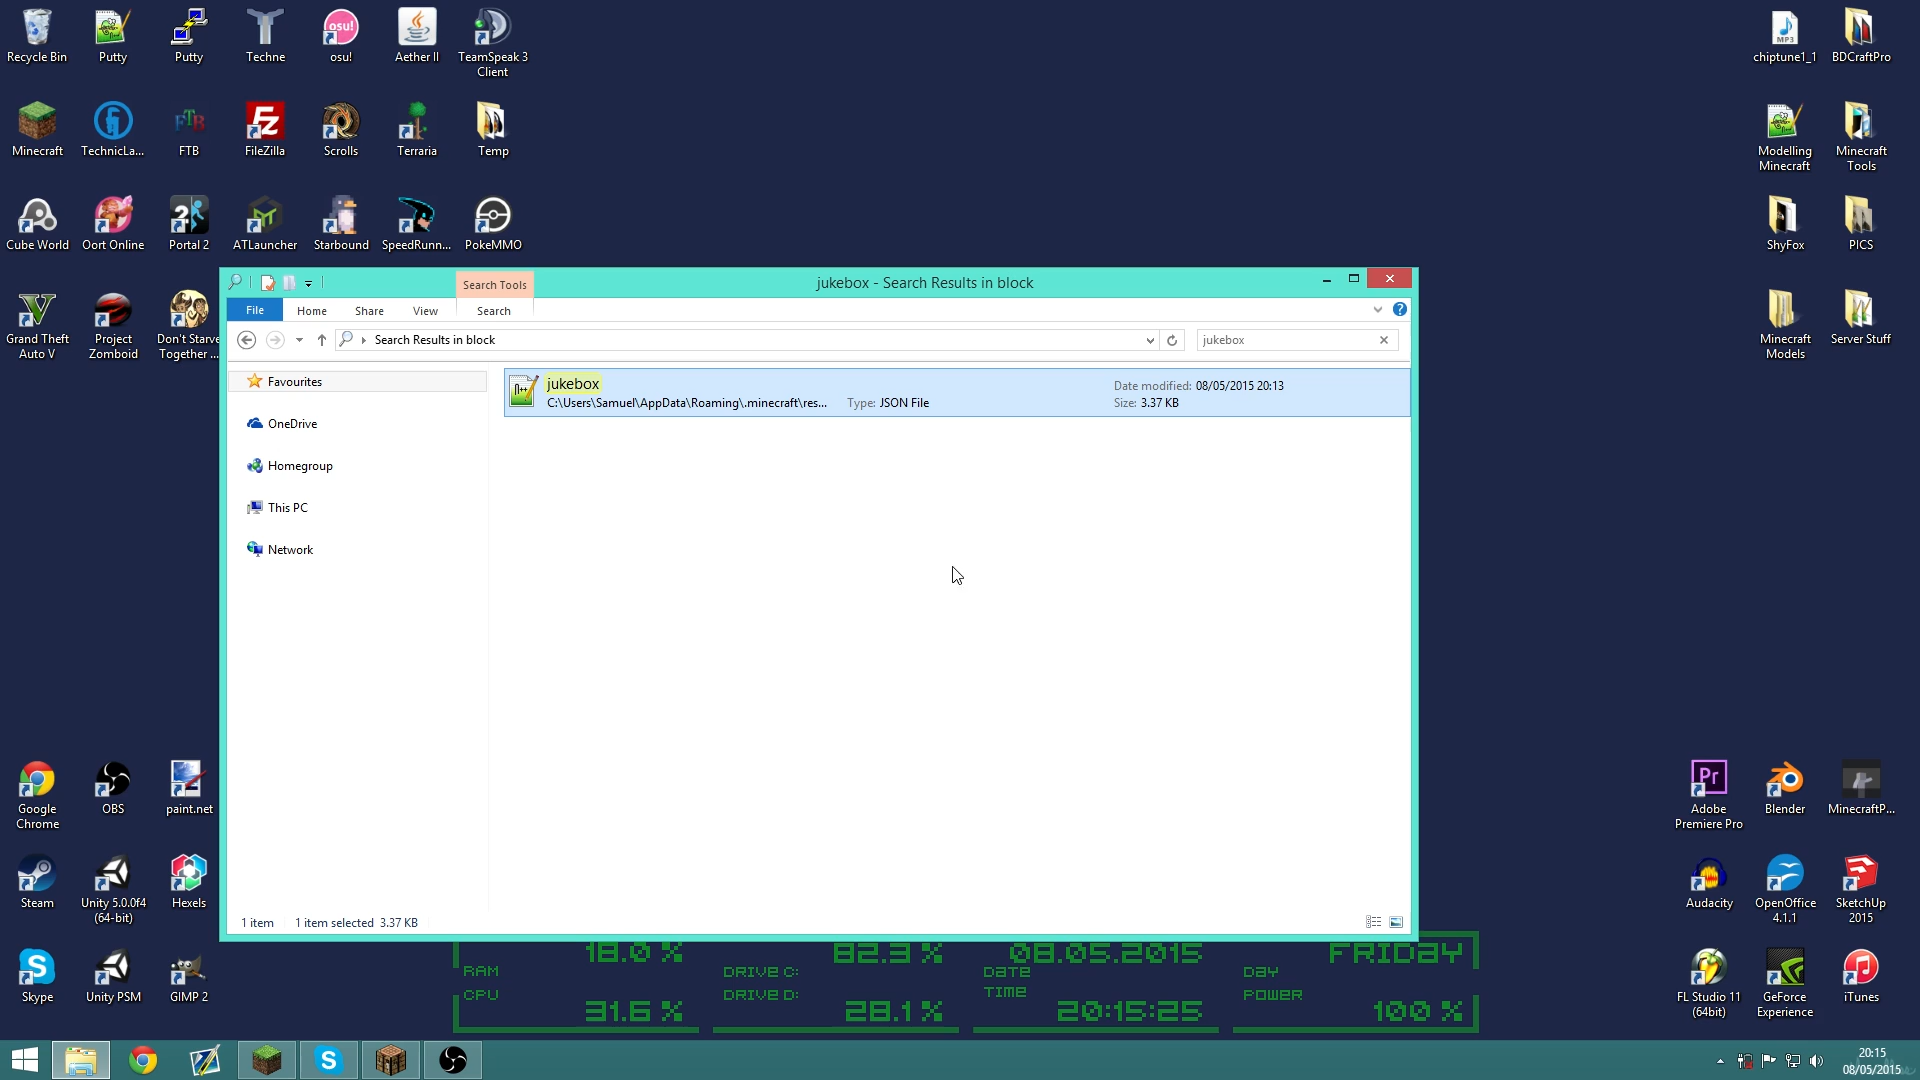 Recycle Bin
Putty
Putty
Techne
osu!
Aether II
TeamSpeak 3
Client
chiptune1_1
BDCraftPro
Minecraft
TechnicLa...
FTB
FileZilla
Scrolls
Terraria
Temp
Modelling
Minecraft
Minecraft
Tools
Cube World
Oort Online
Portal 2
ATLauncher
Starbound
SpeedRunn...
PokeMMO
ShyFox
PICS
Grand Theft
Auto V
Project
Zomboid
Don't Starve
Together ...
Minecraft
Models
Server Stuff
Search Tools
jukebox - Search Results in block
File
Home
Share
View
Search
Search Results in block
jukebox
Favourites
OneDrive
Homegroup
This PC
Network
jukebox
Date modified: 08/05/2015 20:13
C:\Users\Samuel\AppData\Roaming\.minecraft\res...
Type: JSON File
Size: 3.37 KB
1 item
1 item selected 3.37 KB
Google
Chrome
OBS
paint.net
Adobe
Premiere Pro
Blender
MinecraftP...
Steam
Unity 5.0.0f4
(64-bit)
Hexels
Audacity
OpenOffice
4.1.1
SketchUp
2015
Skype
Unity PSM
GIMP 2
FL Studio 11
(64bit)
GeForce
Experience
iTunes
RAM
18.0 %
CPU
31.6 %
DRIVE C:
82.3 %
DRIVE D:
28.1 %
DATE
08.05.2015
TIME
20:15:25
DAY
FRIDAY
POWER
100 %
20:15
08/05/2015